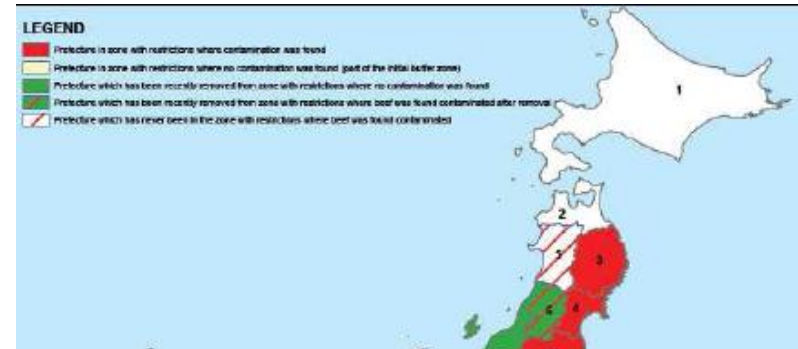 LEGEND
Prefecture in zone with restrictions where contamination was found
Prefecture in zone with restrictions where no contamination was found (part of the initial buffer zone)
Prefecture which has been recently removed from zone with restrictions where no contamination was found
Prefecture which has been recently removed from zone with restrictions where beef was found contaminated after removal
Prefecture which has never been in the zone with restrictions where beef was found contaminated
1
2
3
4